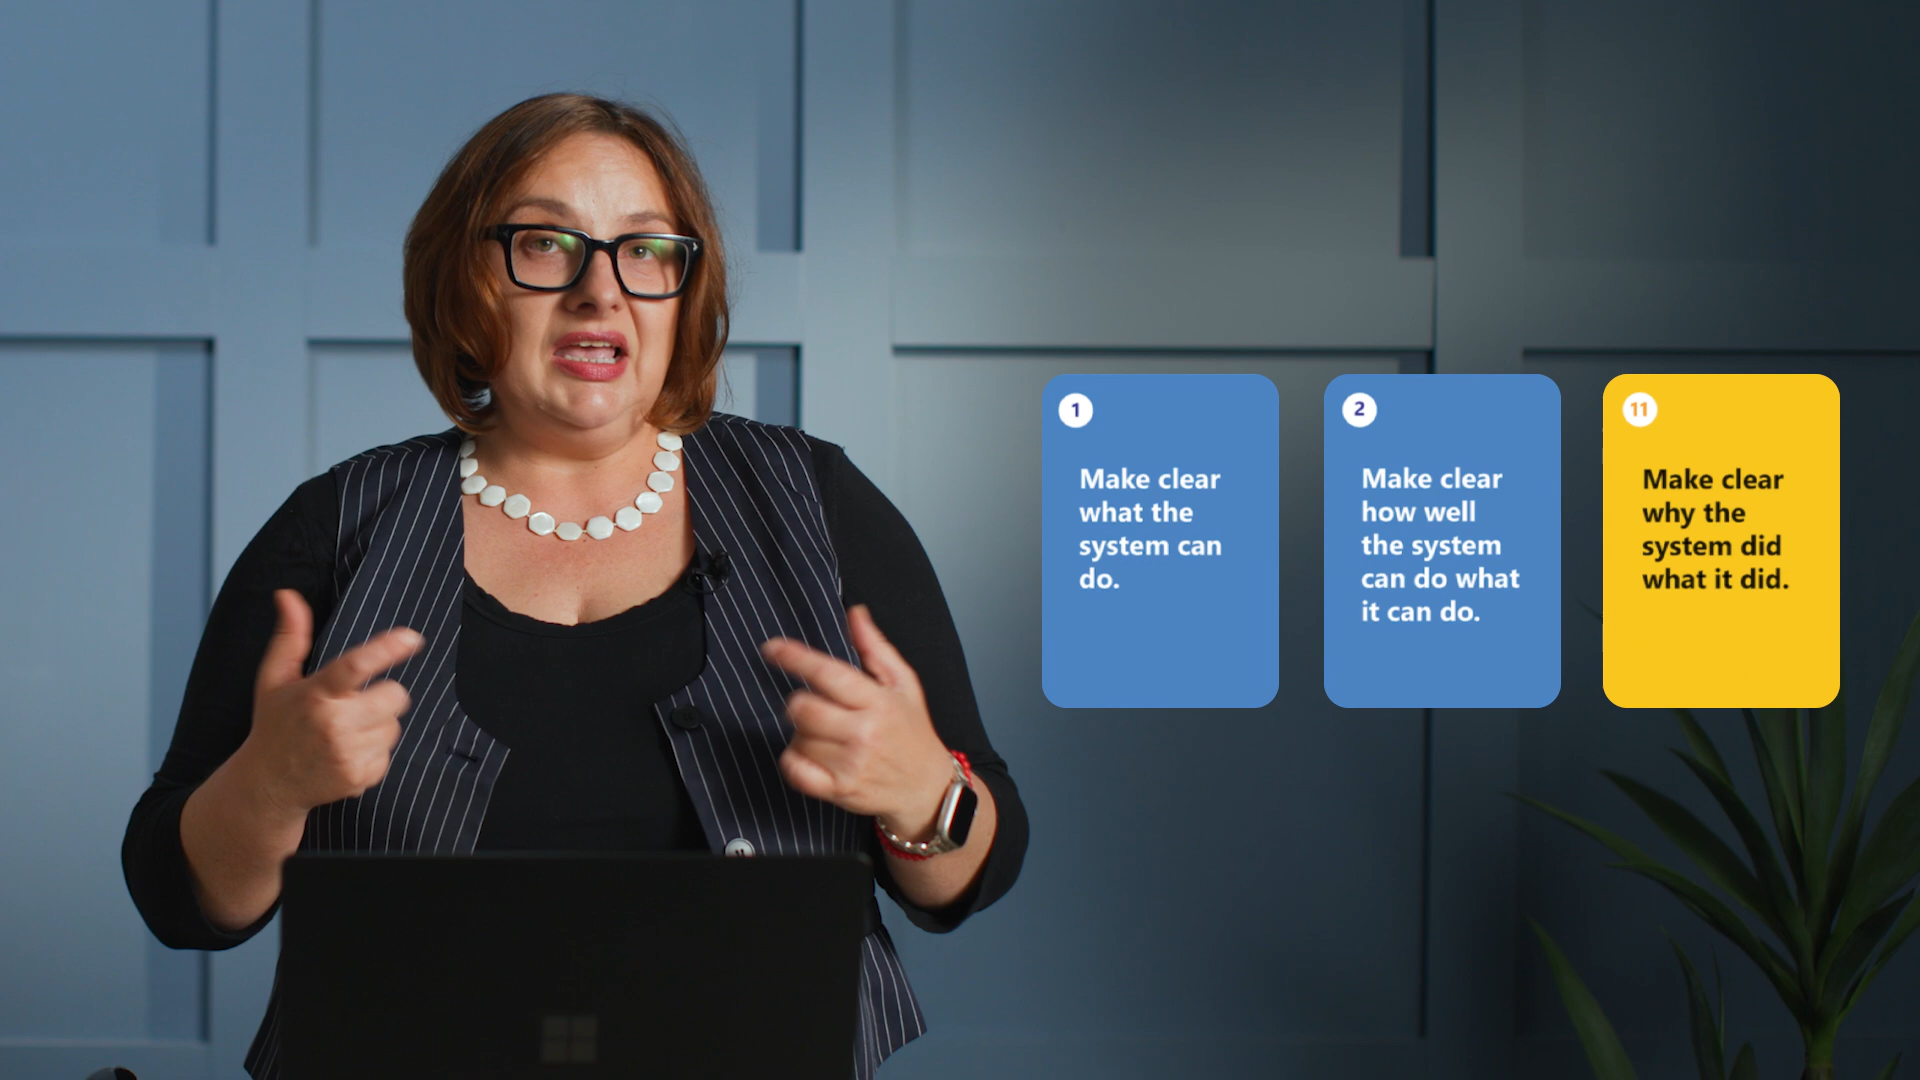 1
Make clear
what the
system can
do.
2
Make clear
how well
the system
can do what
it can do.
11
Make clear
why the
system did
what it did.